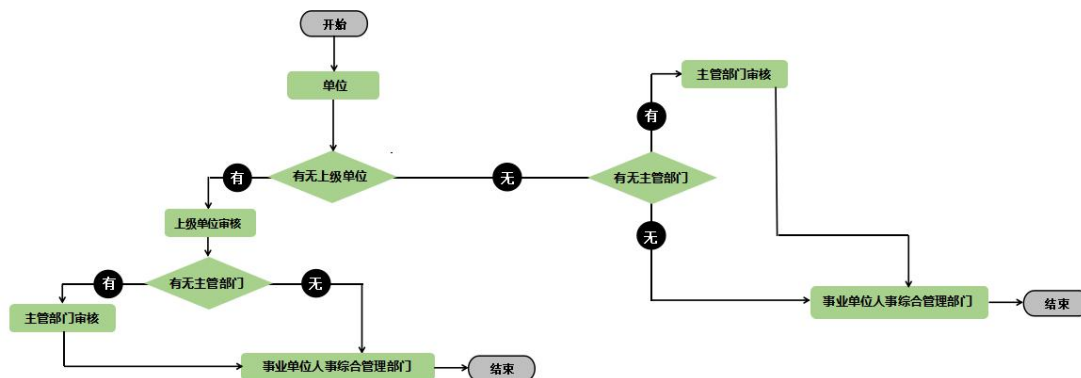 开始
单位
主管部门审核
有
有无上级单位
有
无
有无主管部门
上级单位审核
无
有无主管部门
有
无
主管部门审核
事业单位人事综合管理部门
结束
事业单位人事综合管理部门
结束